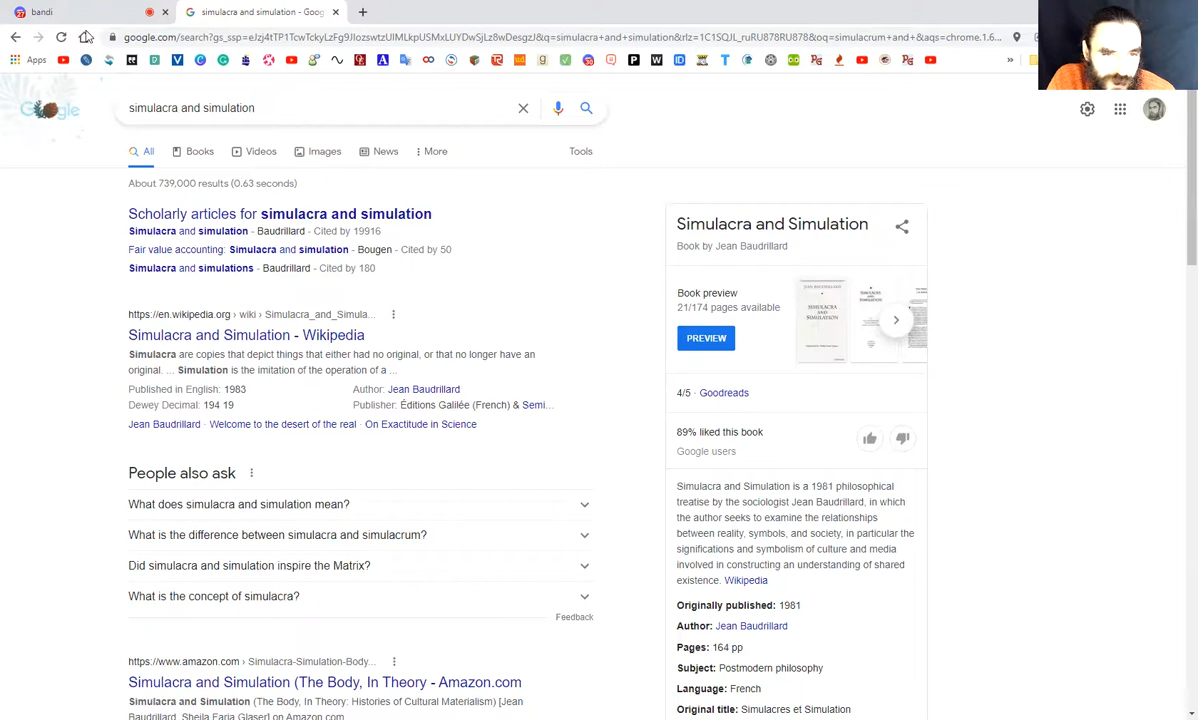 bandi
simulacra and simulation - Goog
google.com/search?gs_ssp=eJzj4tTP1TcwTckyLzFg9JIozswtzUlMLkpUSMxLUYDwSjLz8wDesgzJ&q=simulacra+and+simulation&rlz=1C1SQJL_ruRU878RU878&oq=simulacrum+and+&aqs=chrome.1.6...
Apps
simulacra and simulation
All
Books
Videos
Images
News
More
Tools
About 739,000 results (0.63 seconds)
Scholarly articles for simulacra and simulation
Simulacra and simulation - Baudrillard - Cited by 19916
Fair value accounting: Simulacra and simulation - Bougen - Cited by 50
Simulacra and simulations - Baudrillard - Cited by 180
https://en.wikipedia.org › wiki › Simulacra_and_Simula...
Simulacra and Simulation - Wikipedia
Simulacra are copies that depict things that either had no original, or that no longer have an
original. ... Simulation is the imitation of the operation of a ...
Published in English: 1983
Author: Jean Baudrillard
Dewey Decimal: 194 19
Publisher: Éditions Galilée (French) & Semi...
Jean Baudrillard · Welcome to the desert of the real · On Exactitude in Science
People also ask
What does simulacra and simulation mean?
What is the difference between simulacra and simulacrum?
Did simulacra and simulation inspire the Matrix?
What is the concept of simulacra?
Feedback
https://www.amazon.com › Simulacra-Simulation-Body...
Simulacra and Simulation (The Body, In Theory - Amazon.com
Simulacra and Simulation (The Body, In Theory: Histories of Cultural Materialism) [Jean
Baudrillard, Sheila Faria Glaser] on Amazon.com
Simulacra and Simulation
Book by Jean Baudrillard
Book preview
21/174 pages available
PREVIEW
SIMULACRA
AND
SIMULATION
4/5 · Goodreads
89% liked this book
Google users
Simulacra and Simulation is a 1981 philosophical
treatise by the sociologist Jean Baudrillard, in which
the author seeks to examine the relationships
between reality, symbols, and society, in particular the
significations and symbolism of culture and media
involved in constructing an understanding of shared
existence. Wikipedia
Originally published: 1981
Author: Jean Baudrillard
Pages: 164 pp
Subject: Postmodern philosophy
Language: French
Original title: Simulacres et Simulation